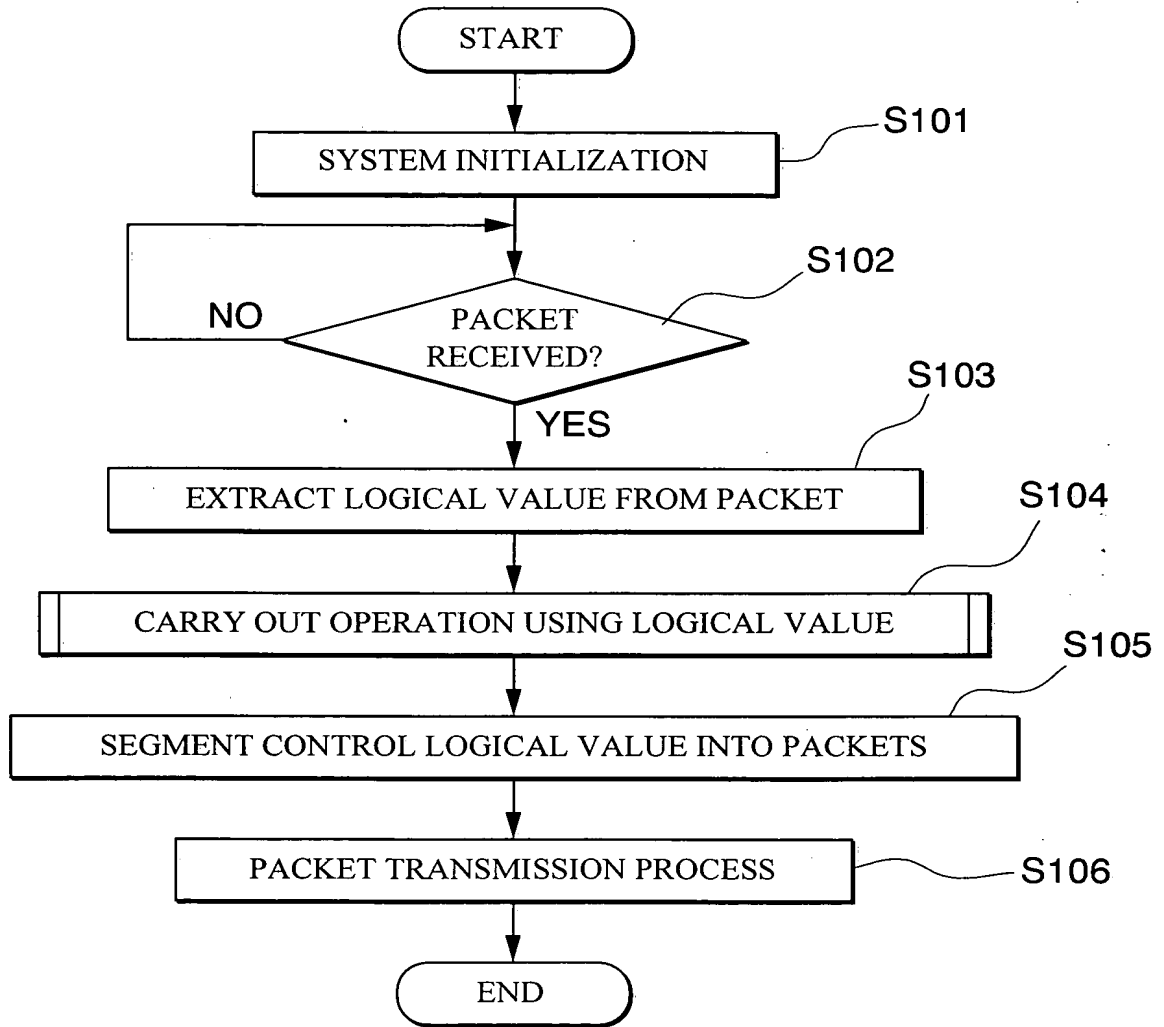 START
S101
SYSTEM INITIALIZATION
S102
NO
PACKET
RECEIVED?
S103
YES
EXTRACT LOGICAL VALUE FROM PACKET
S104
CARRY OUT OPERATION USING LOGICAL VALUE
S105
SEGMENT CONTROL LOGICAL VALUE INTO PACKETS
PACKET TRANSMISSION PROCESS
S106
END